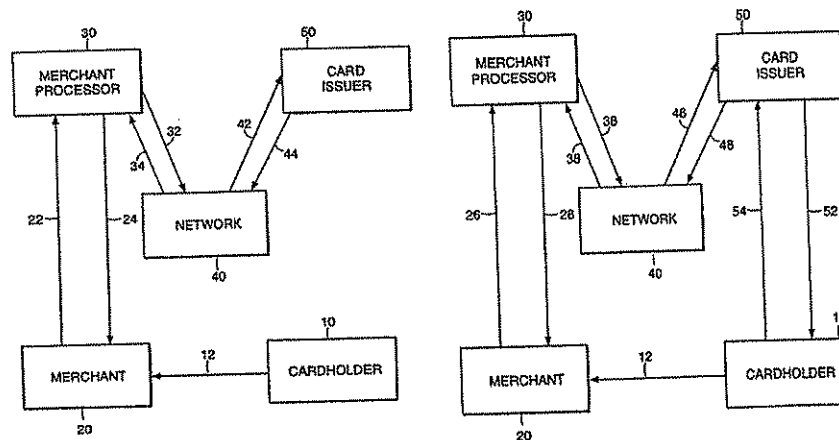 30
50
MERCHANT
PROCESSOR
CARD
ISSUER
32
34
42
44
22
24
NETWORK
40
10
12
MERCHANT
CARDHOLDER
20
30
50
MERCHANT
PROCESSOR
CARD
ISSUER
38
38
46
48
26
28
54
52
NETWORK
40
12
MERCHANT
CARDHOLDER
20